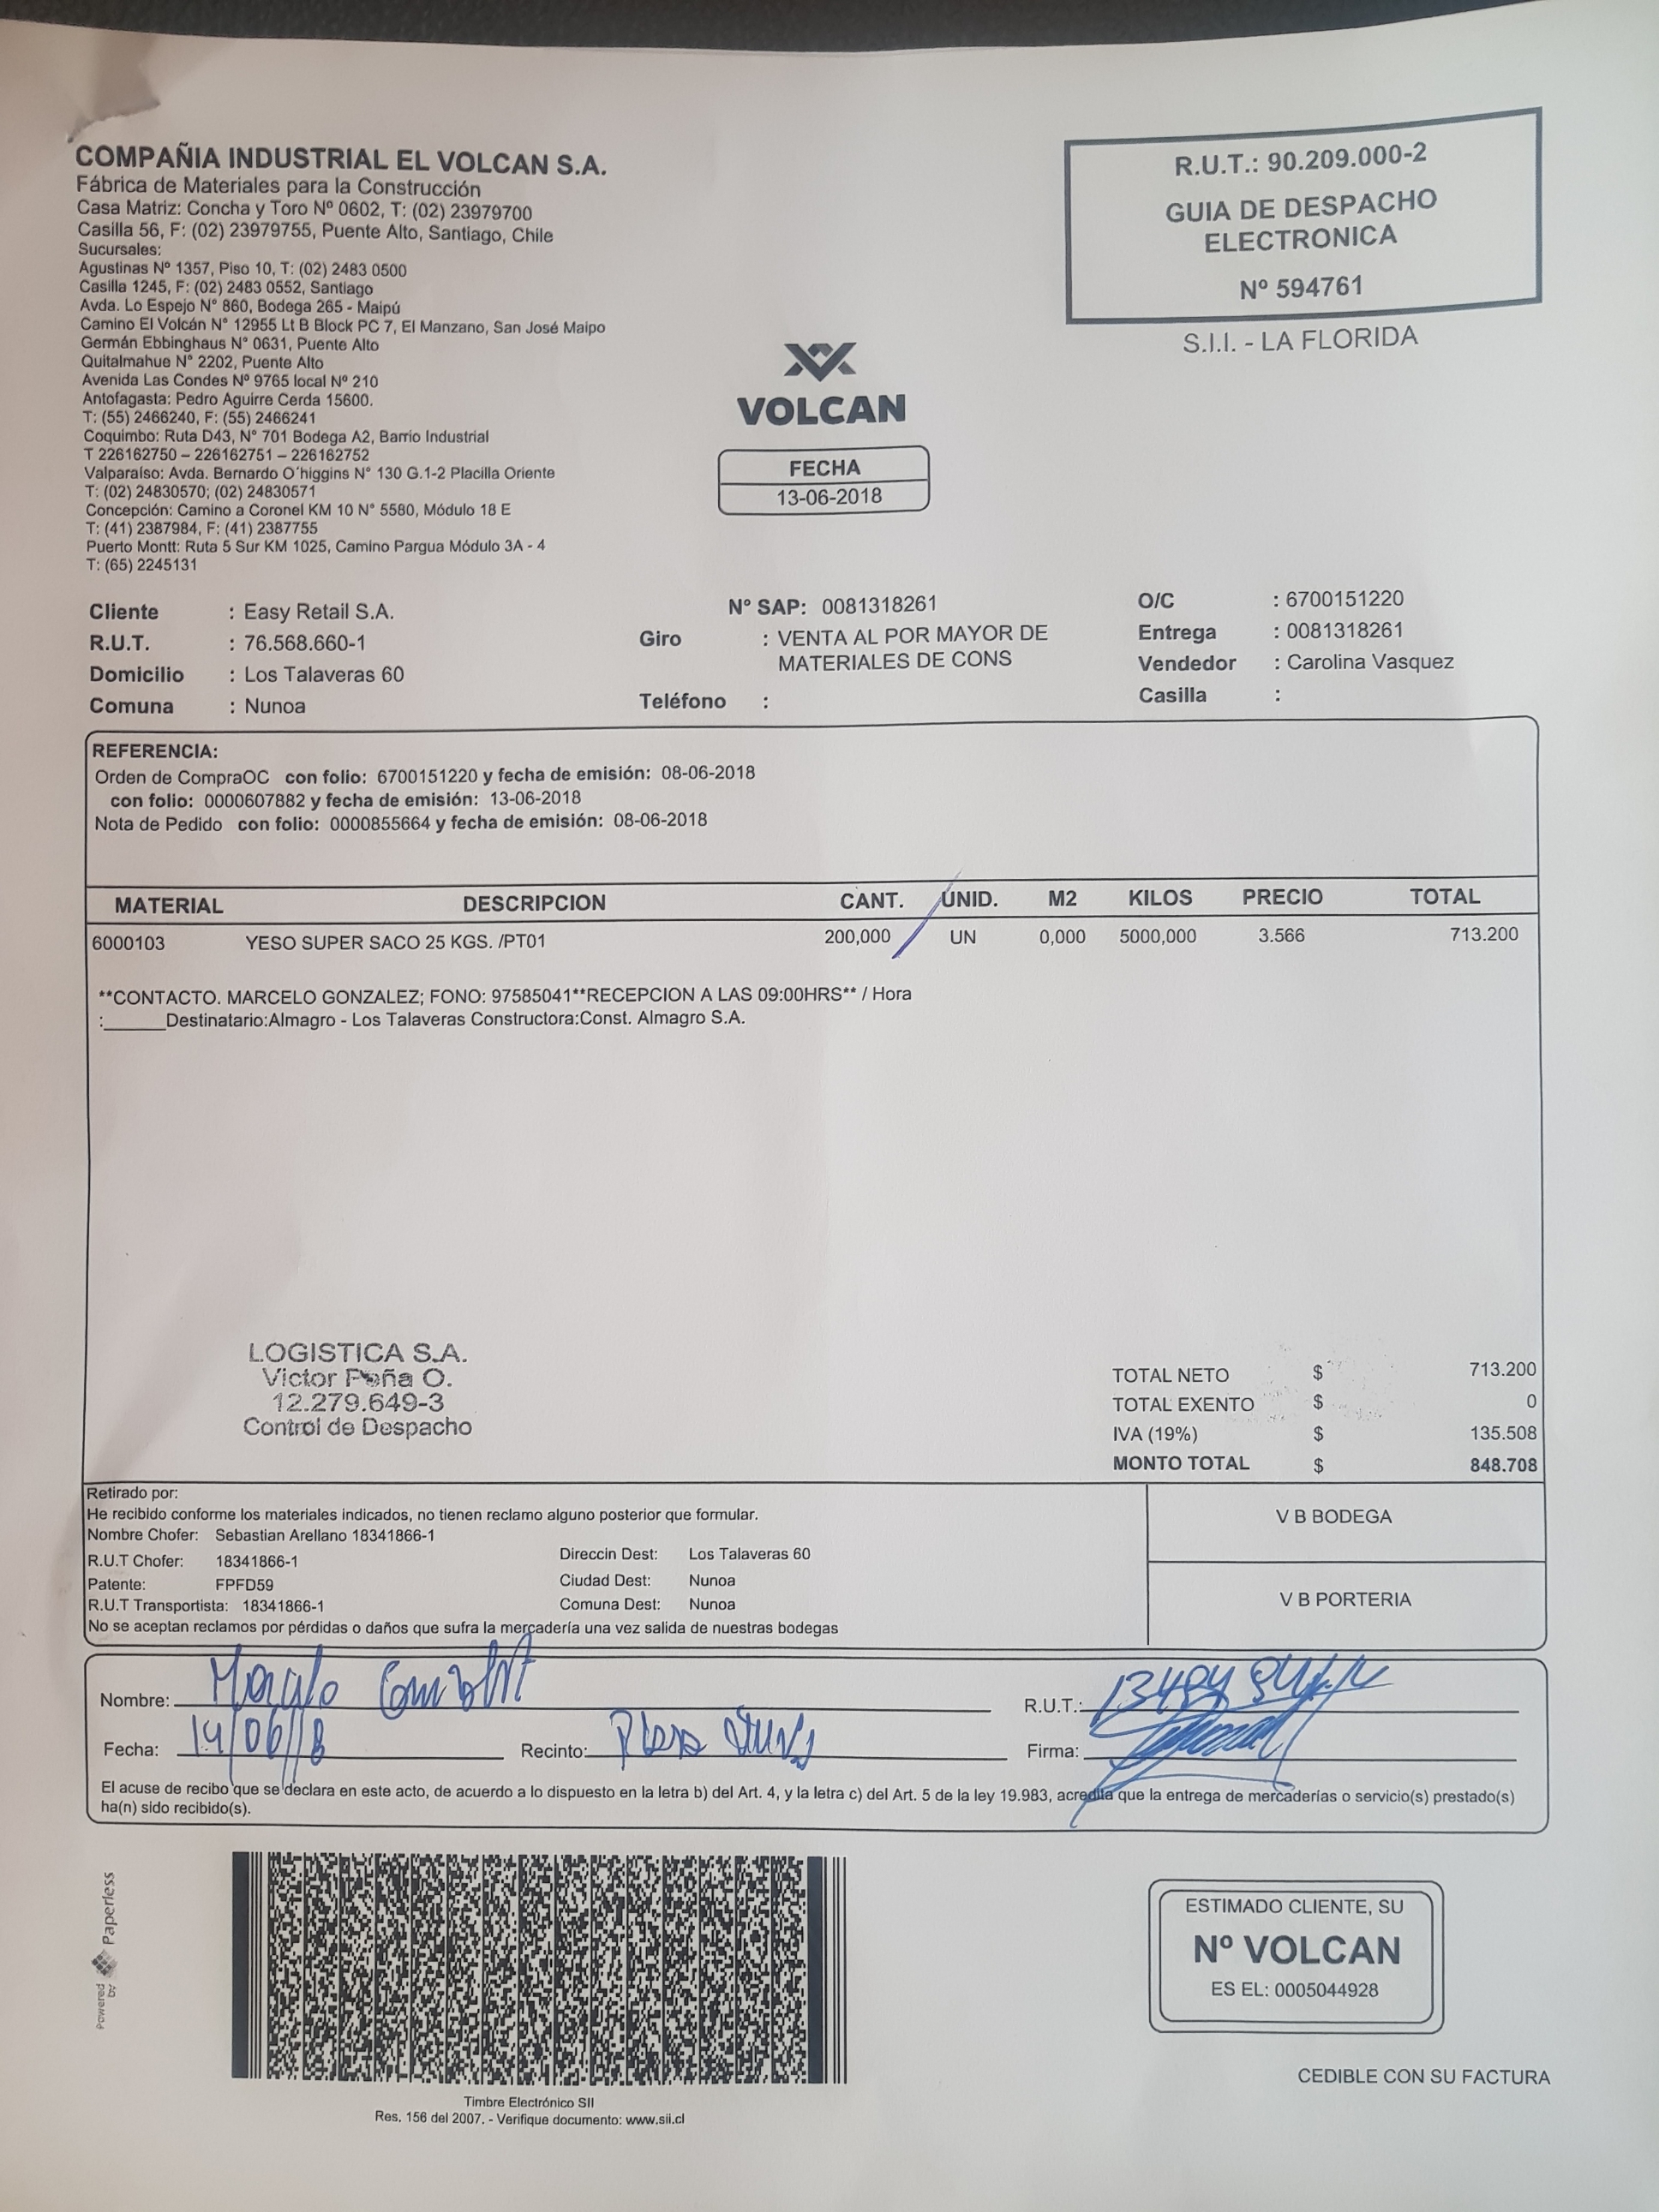 COMPAÑIA INDUSTRIAL EL VOLCAN S.A.
Fábrica de Materiales para la Construcción
Casa Matriz: Concha y Toro Nº 0602, T: (02) 23979700
Casilla 56, F: (02) 23979755, Puente Alto, Santiago, Chile
Sucursales:
Agustinas Nº 1357, Piso 10, T: (02) 2483 0500
Casilla 1245, F: (02) 2483 0552, Santiago
Avda. Lo Espejo N° 860, Bodega 265 - Maipú
Camino El Volcán N° 12955 Lt B Block PC 7, El Manzano, San José Maipo
Germán Ebbinghaus N° 0631, Puente Alto
Quitalmahue N° 2202, Puente Alto
Avenida Las Condes Nº 9765 local Nº 210
Antofagasta: Pedro Aguirre Cerda 15600.
T: (55) 2466240, F: (55) 2466241
Coquimbo: Ruta D43, N° 701 Bodega A2, Barrio Industrial
T 226162750 – 226162751 – 226162752
Valparaíso: Avda. Bernardo O´higgins N° 130 G.1-2 Placilla Oriente
T: (02) 24830570; (02) 24830571
Concepción: Camino a Coronel KM 10 N° 5580, Módulo 18 E
T: (41) 2387984, F: (41) 2387755
Puerto Montt: Ruta 5 Sur KM 1025, Camino Pargua Módulo 3A - 4
T: (65) 2245131
R.U.T.: 90.209.000-2
GUIA DE DESPACHO
ELECTRONICA
Nº 594761
S.I.I. - LA FLORIDA
VOLCAN
FECHA
13-06-2018
Cliente : Easy Retail S.A.
R.U.T. : 76.568.660-1
Domicilio : Los Talaveras 60
Comuna : Nunoa
N° SAP: 0081318261
Giro : VENTA AL POR MAYOR DE
MATERIALES DE CONS
Teléfono :
O/C : 6700151220
Entrega : 0081318261
Vendedor : Carolina Vasquez
Casilla :
REFERENCIA:
Orden de CompraOC con folio: 6700151220 y fecha de emisión: 08-06-2018
con folio: 0000607882 y fecha de emisión: 13-06-2018
Nota de Pedido con folio: 0000855664 y fecha de emisión: 08-06-2018
MATERIAL DESCRIPCION CANT. UNID. M2 KILOS PRECIO TOTAL
6000103 YESO SUPER SACO 25 KGS. /PT01 200,000 UN 0,000 5000,000 3.566 713.200
**CONTACTO. MARCELO GONZALEZ; FONO: 97585041**RECEPCION A LAS 09:00HRS** / Hora
:______Destinatario:Almagro - Los Talaveras Constructora:Const. Almagro S.A.
LOGISTICA S.A.
Victor Peña O.
12.279.649-3
Control de Despacho
TOTAL NETO $ 713.200
TOTAL EXENTO $ 0
IVA (19%) $ 135.508
MONTO TOTAL $ 848.708
Retirado por:
He recibido conforme los materiales indicados, no tienen reclamo alguno posterior que formular.
Nombre Chofer: Sebastian Arellano 18341866-1
R.U.T Chofer: 18341866-1
Patente: FPFD59
R.U.T Transportista: 18341866-1
Direccin Dest: Los Talaveras 60
Ciudad Dest: Nunoa
Comuna Dest: Nunoa
No se aceptan reclamos por pérdidas o daños que sufra la mercadería una vez salida de nuestras bodegas
V B BODEGA
V B PORTERIA
Nombre: R.U.T.:
Fecha: 14/06/18 Recinto: Firma:
El acuse de recibo que se declara en este acto, de acuerdo a lo dispuesto en la letra b) del Art. 4, y la letra c) del Art. 5 de la ley 19.983, acredita que la entrega de mercaderías o servicio(s) prestado(s)
ha(n) sido recibido(s).
Powered by Paperless
Timbre Electrónico SII
Res. 156 del 2007. - Verifique documento: www.sii.cl
ESTIMADO CLIENTE, SU
Nº VOLCAN
ES EL: 0005044928
CEDIBLE CON SU FACTURA